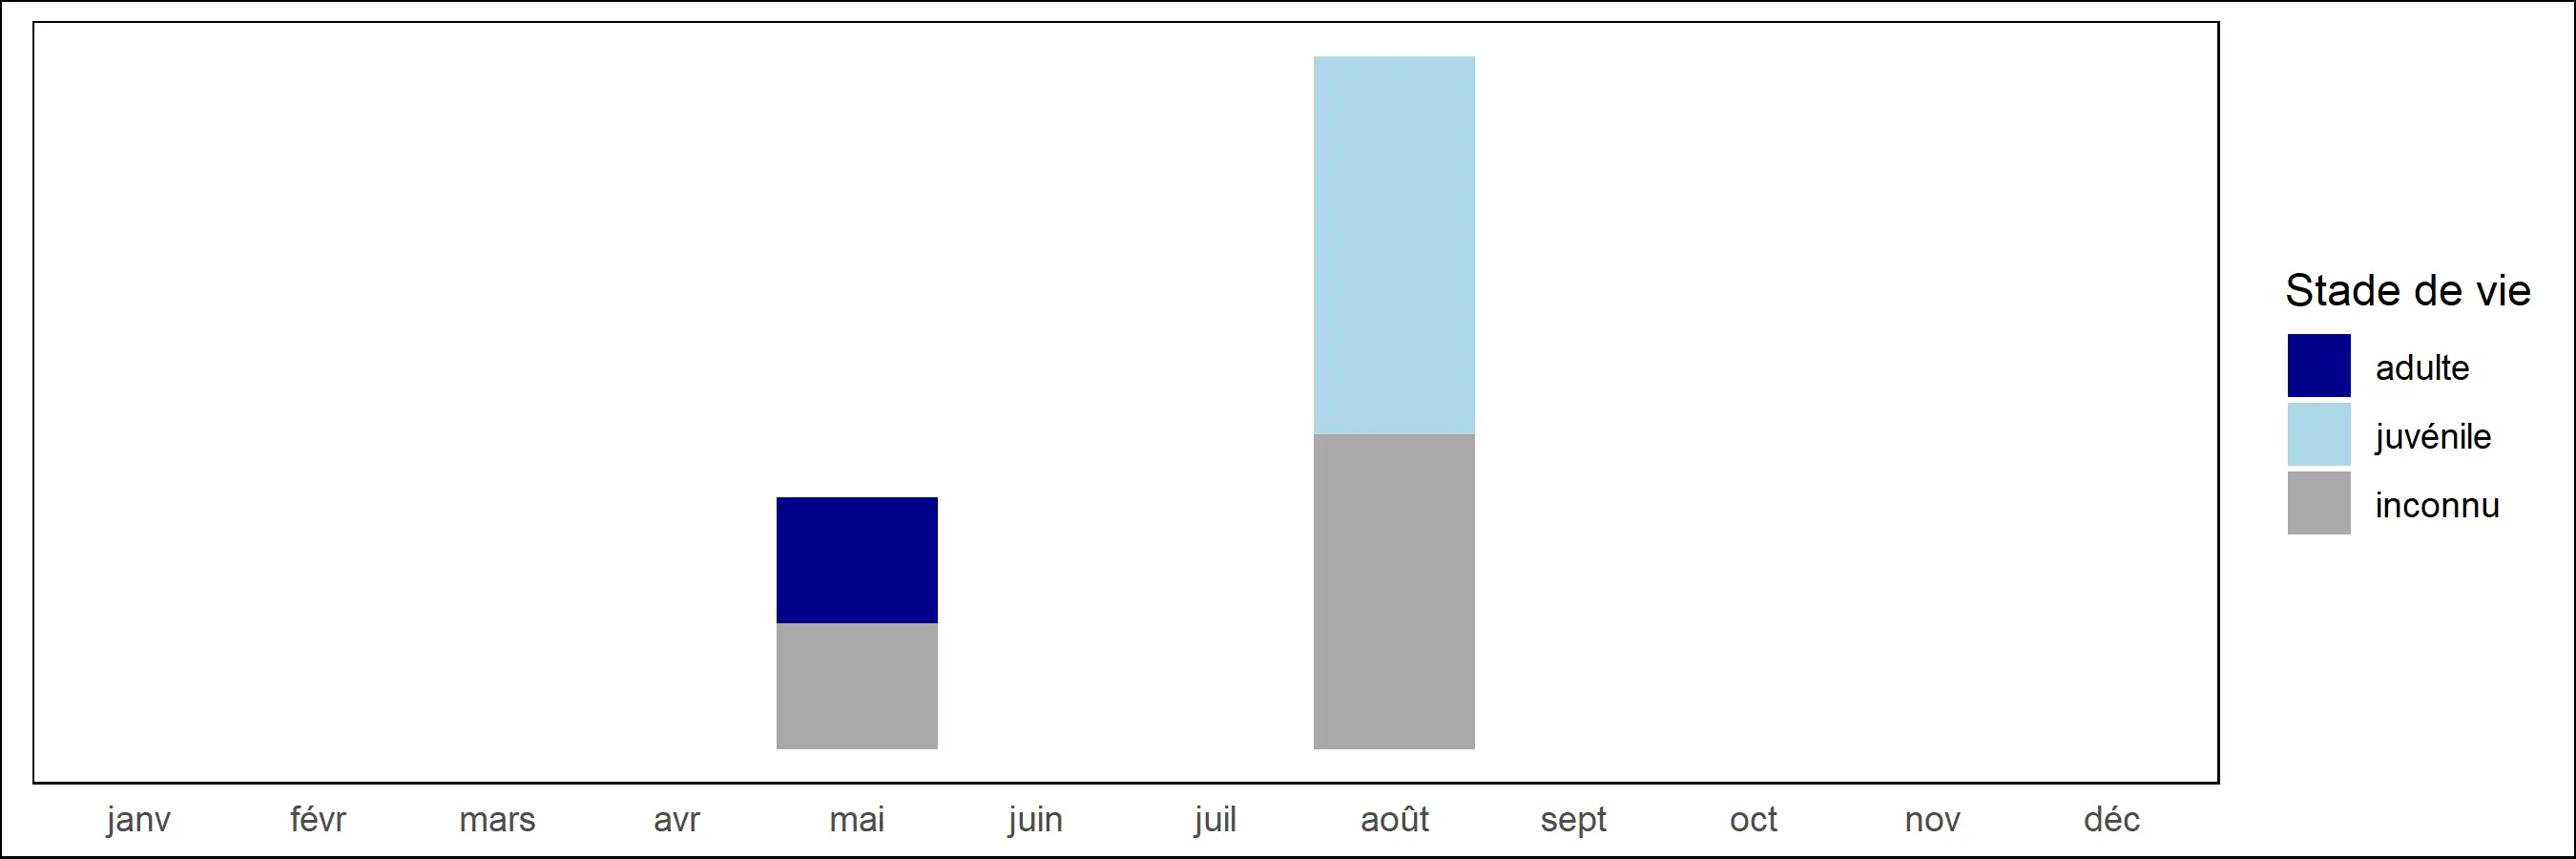 Stade de vie
adulte
juvénile
inconnu
janv févr mars avr mai juin juil août sept oct nov déc